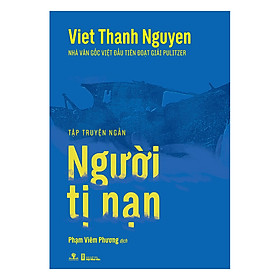 Viet Thanh Nguyen
NHÀ VĂN GỐC VIỆT ĐẦU TIÊN ĐOẠT GIẢI PULITZER
TẬP TRUYỆN NGẮN
Người
tị nạn
Phạm Viêm Phương dịch